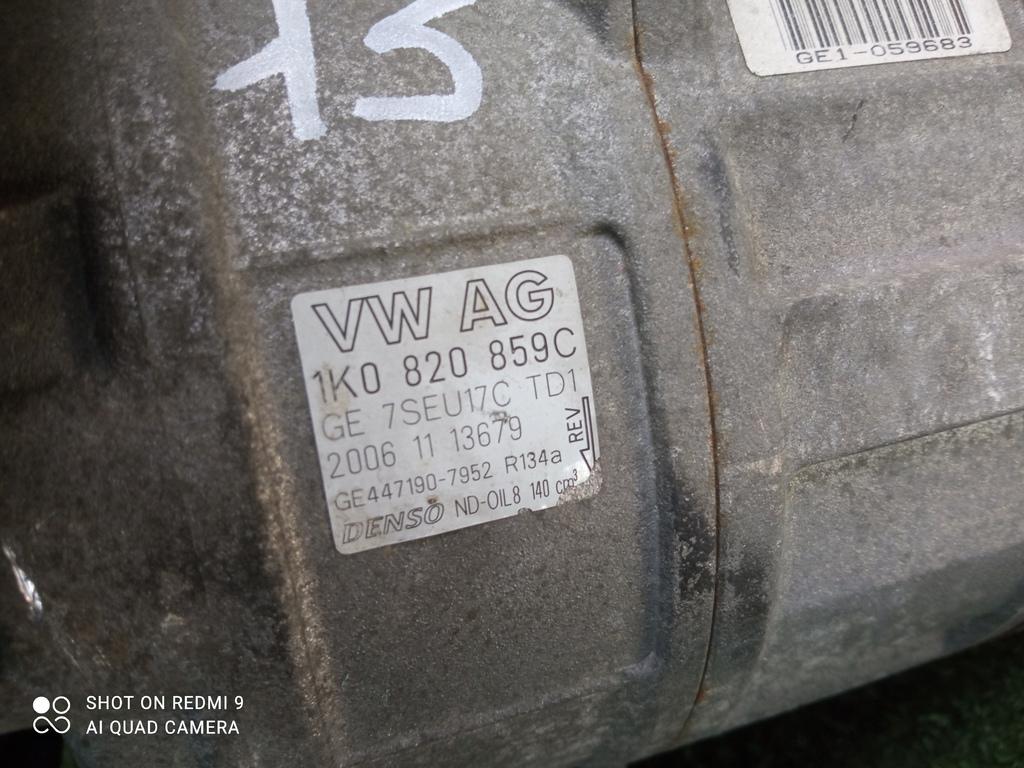 15
GE1-059683
VW AG
1K0 820 859C
GE 7SEU17C TD1
2006 11 13679
REV
GE447190-7952 R134a
DENSO ND-OIL8 140 cm³
SHOT ON REDMI 9
AI QUAD CAMERA